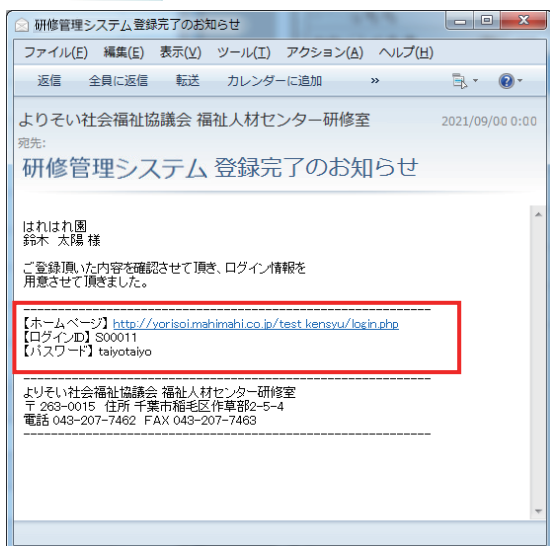 研修管理システム登録完了のお知らせ
ファイル(F) 編集(E) 表示(V) ツール(T) アクション(A) ヘルプ(H)
返信 全員に返信 転送 カレンダーに追加 »
よりそい社会福祉協議会 福祉人材センター研修室 2021/09/00 0:00
宛先:
研修管理システム 登録完了のお知らせ
はれはれ園
鈴木 太陽 様
ご登録頂いた内容を確認させて頂き、ログイン情報を
用意させて頂きました。
--------------------------------------------------
【ホームページ】 http://yorisoi.mahimahi.co.jp/test kensyu/login.php
【ログインID】 S00011
【パスワード】 taiyotaiyo
--------------------------------------------------
よりそい社会福祉協議会 福祉人材センター研修室
〒 263-0015 住所 千葉市稲毛区作草部2-5-4
電話 043-207-7462 FAX 043-207-7463
--------------------------------------------------